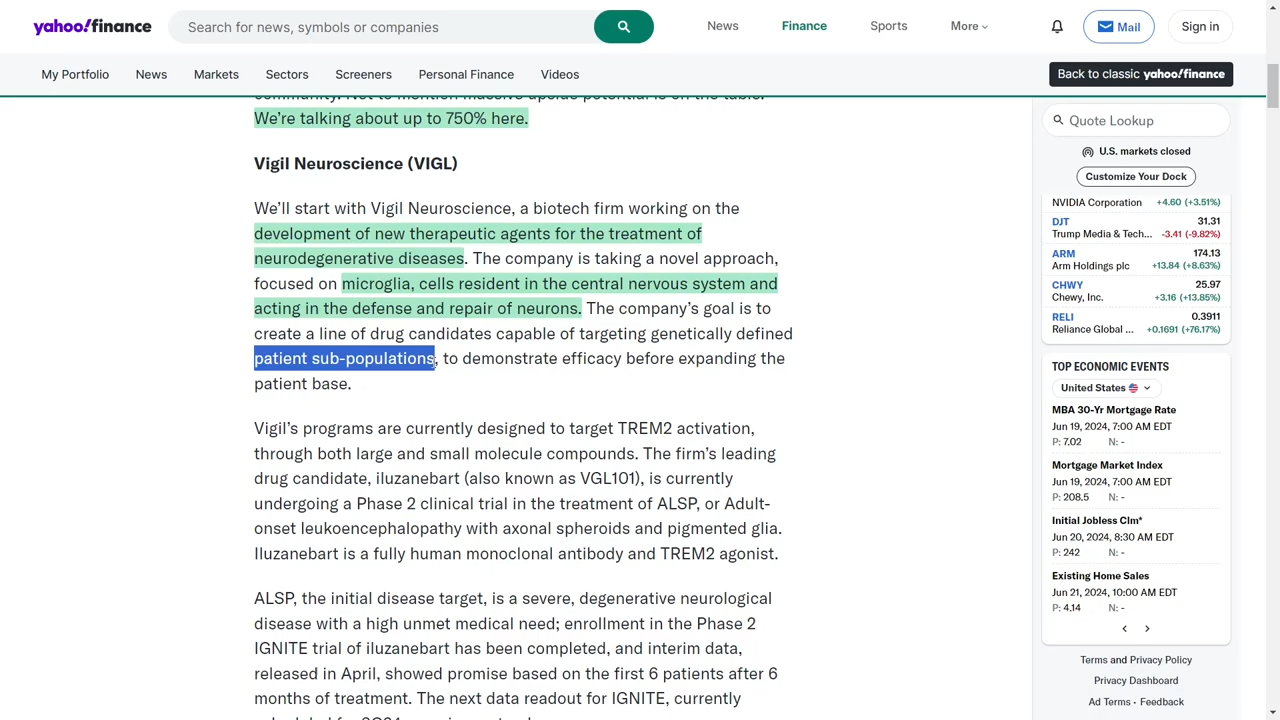 yahoo!finance
Search for news, symbols or companies
News
Finance
Sports
More
Mail
Sign in
My Portfolio
News
Markets
Sectors
Screeners
Personal Finance
Videos
Back to classic yahoo!finance
We're talking about up to 750% here.
Vigil Neuroscience (VIGL)
We'll start with Vigil Neuroscience, a biotech firm working on the
development of new therapeutic agents for the treatment of
neurodegenerative diseases. The company is taking a novel approach,
focused on microglia, cells resident in the central nervous system and
acting in the defense and repair of neurons. The company's goal is to
create a line of drug candidates capable of targeting genetically defined
patient sub-populations, to demonstrate efficacy before expanding the
patient base.
Vigil's programs are currently designed to target TREM2 activation,
through both large and small molecule compounds. The firm's leading
drug candidate, iluzanebart (also known as VGL101), is currently
undergoing a Phase 2 clinical trial in the treatment of ALSP, or Adult-
onset leukoencephalopathy with axonal spheroids and pigmented glia.
Iluzanebart is a fully human monoclonal antibody and TREM2 agonist.
ALSP, the initial disease target, is a severe, degenerative neurological
disease with a high unmet medical need; enrollment in the Phase 2
IGNITE trial of iluzanebart has been completed, and interim data,
released in April, showed promise based on the first 6 patients after 6
months of treatment. The next data readout for IGNITE, currently
Quote Lookup
U.S. markets closed
Customize Your Dock
NVIDIA Corporation +4.60 (+3.51%)
DJT 31.31
Trump Media & Tech... -3.41 (-9.82%)
ARM 174.13
Arm Holdings plc +13.84 (+8.63%)
CHWY 25.97
Chewy, Inc. +3.16 (+13.85%)
RELI 0.3911
Reliance Global ... +0.1691 (+76.17%)
TOP ECONOMIC EVENTS
United States
MBA 30-Yr Mortgage Rate
Jun 19, 2024, 7:00 AM EDT
P: 7.02 N: -
Mortgage Market Index
Jun 19, 2024, 7:00 AM EDT
P: 208.5 N: -
Initial Jobless Clm*
Jun 20, 2024, 8:30 AM EDT
P: 242 N: -
Existing Home Sales
Jun 21, 2024, 10:00 AM EDT
P: 4.14 N: -
Terms and Privacy Policy
Privacy Dashboard
Ad Terms • Feedback